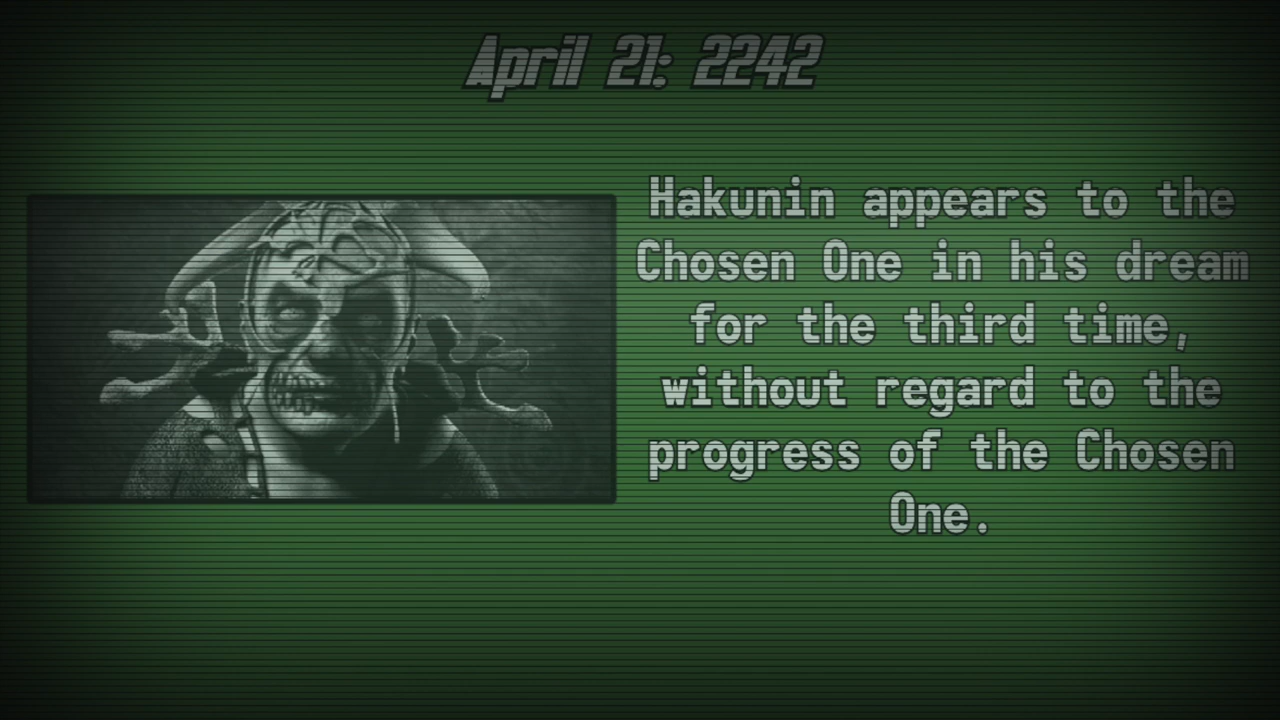 April 21: 2242
Hakunin appears to the
Chosen One in his dream
for the third time,
without regard to the
progress of the Chosen
One.